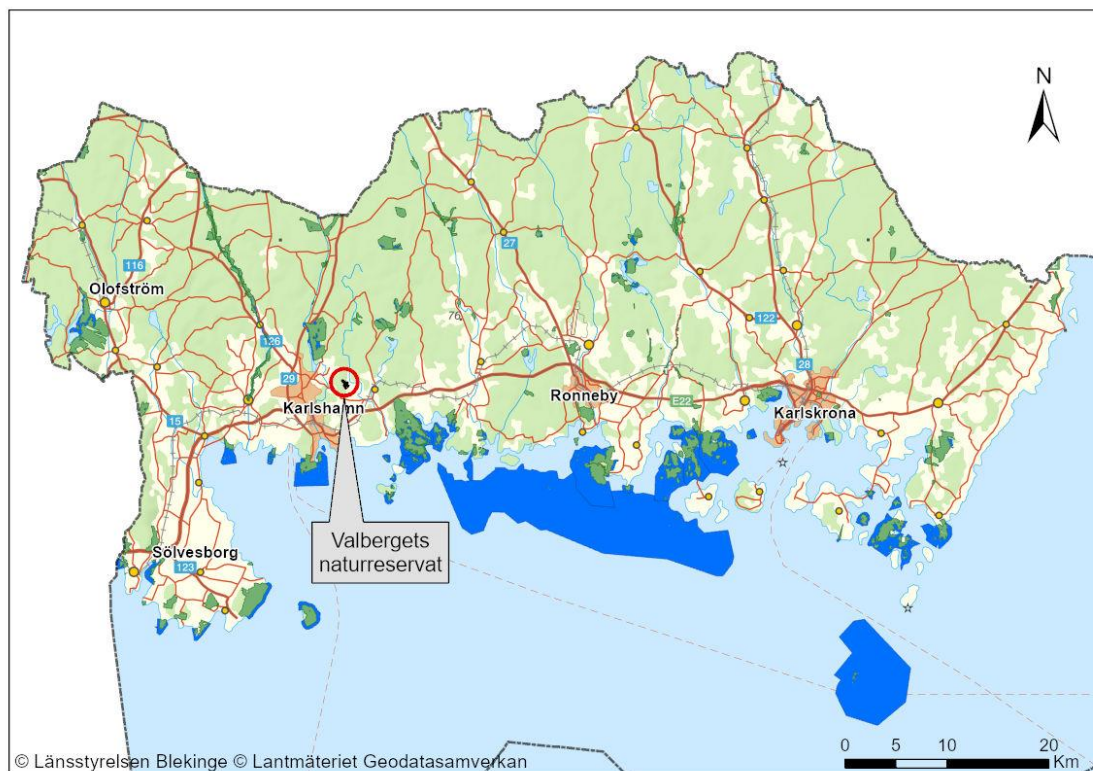 N
116
27
Olofström
76
126
122
28
29
Karlshamn
Ronneby
E22
Karlskrona
15
Valbergets
naturreservat
Sölvesborg
123
0 5 10 20
Km
© Länsstyrelsen Blekinge © Lantmäteriet Geodatasamverkan